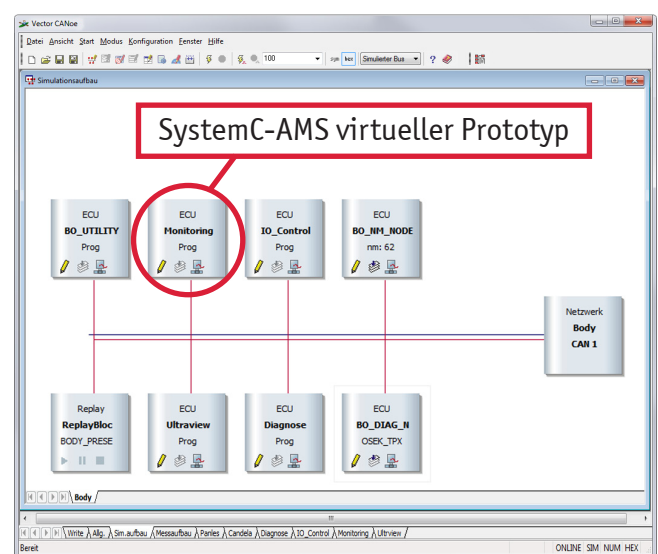 Vector CANoe
Datei Ansicht Start Modus Konfiguration Fenster Hilfe
100 sym hex Simulierter Bus ?
Simulationsaufbau
SystemC-AMS virtueller Prototyp
ECU ECU ECU ECU
BO_UTILITY Monitoring IO_Control BO_NM_NODE
Prog Prog Prog nm: 62
Netzwerk
Body
CAN 1
Replay ECU ECU ECU
ReplayBloc Ultraview Diagnose BO_DIAG_N
BODY_PRESE Prog Prog OSEK_TPX
Body
Write Allg. Sim.aufbau Messaufbau Panles Candela Diagnose IO_Control Monitoring Ultrview
Bereit ONLINE SIM NUM HEX